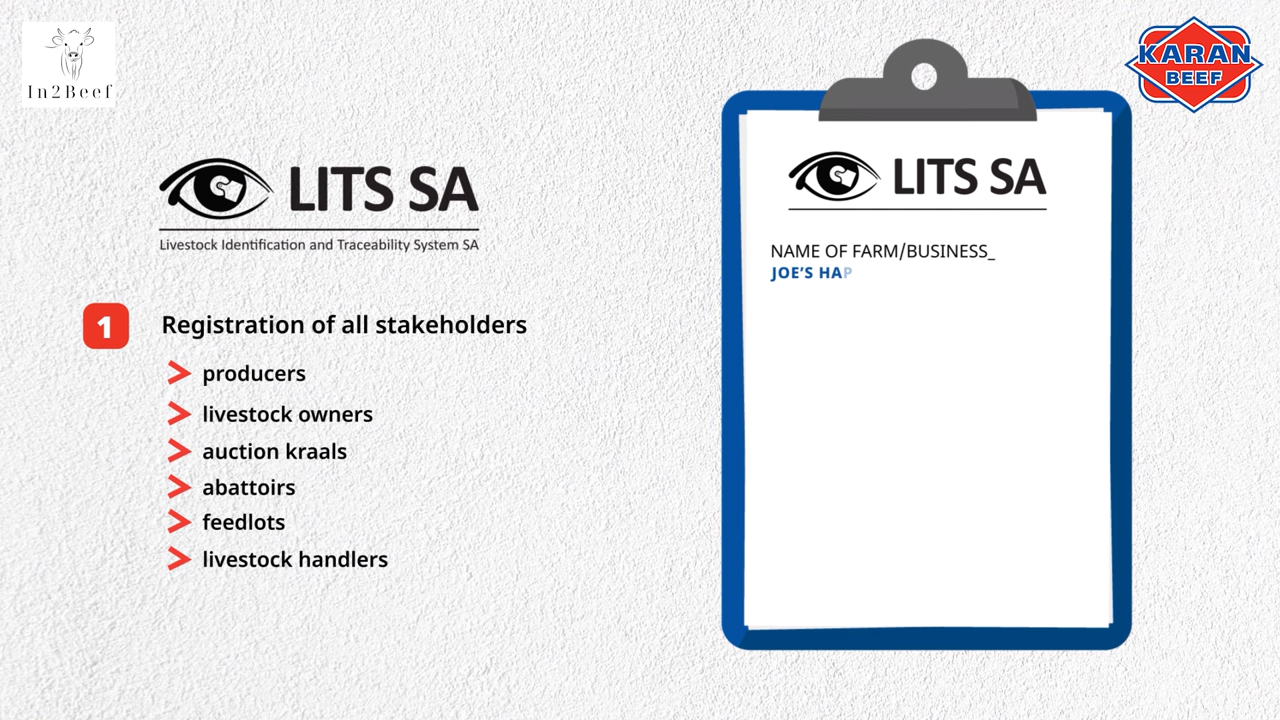 In2Beef
KARAN
BEEF
LITS SA
Livestock Identification and Traceability System SA
1 Registration of all stakeholders
producers
livestock owners
auction kraals
abattoirs
feedlots
livestock handlers
LITS SA
NAME OF FARM/BUSINESS_
JOE'S HAP